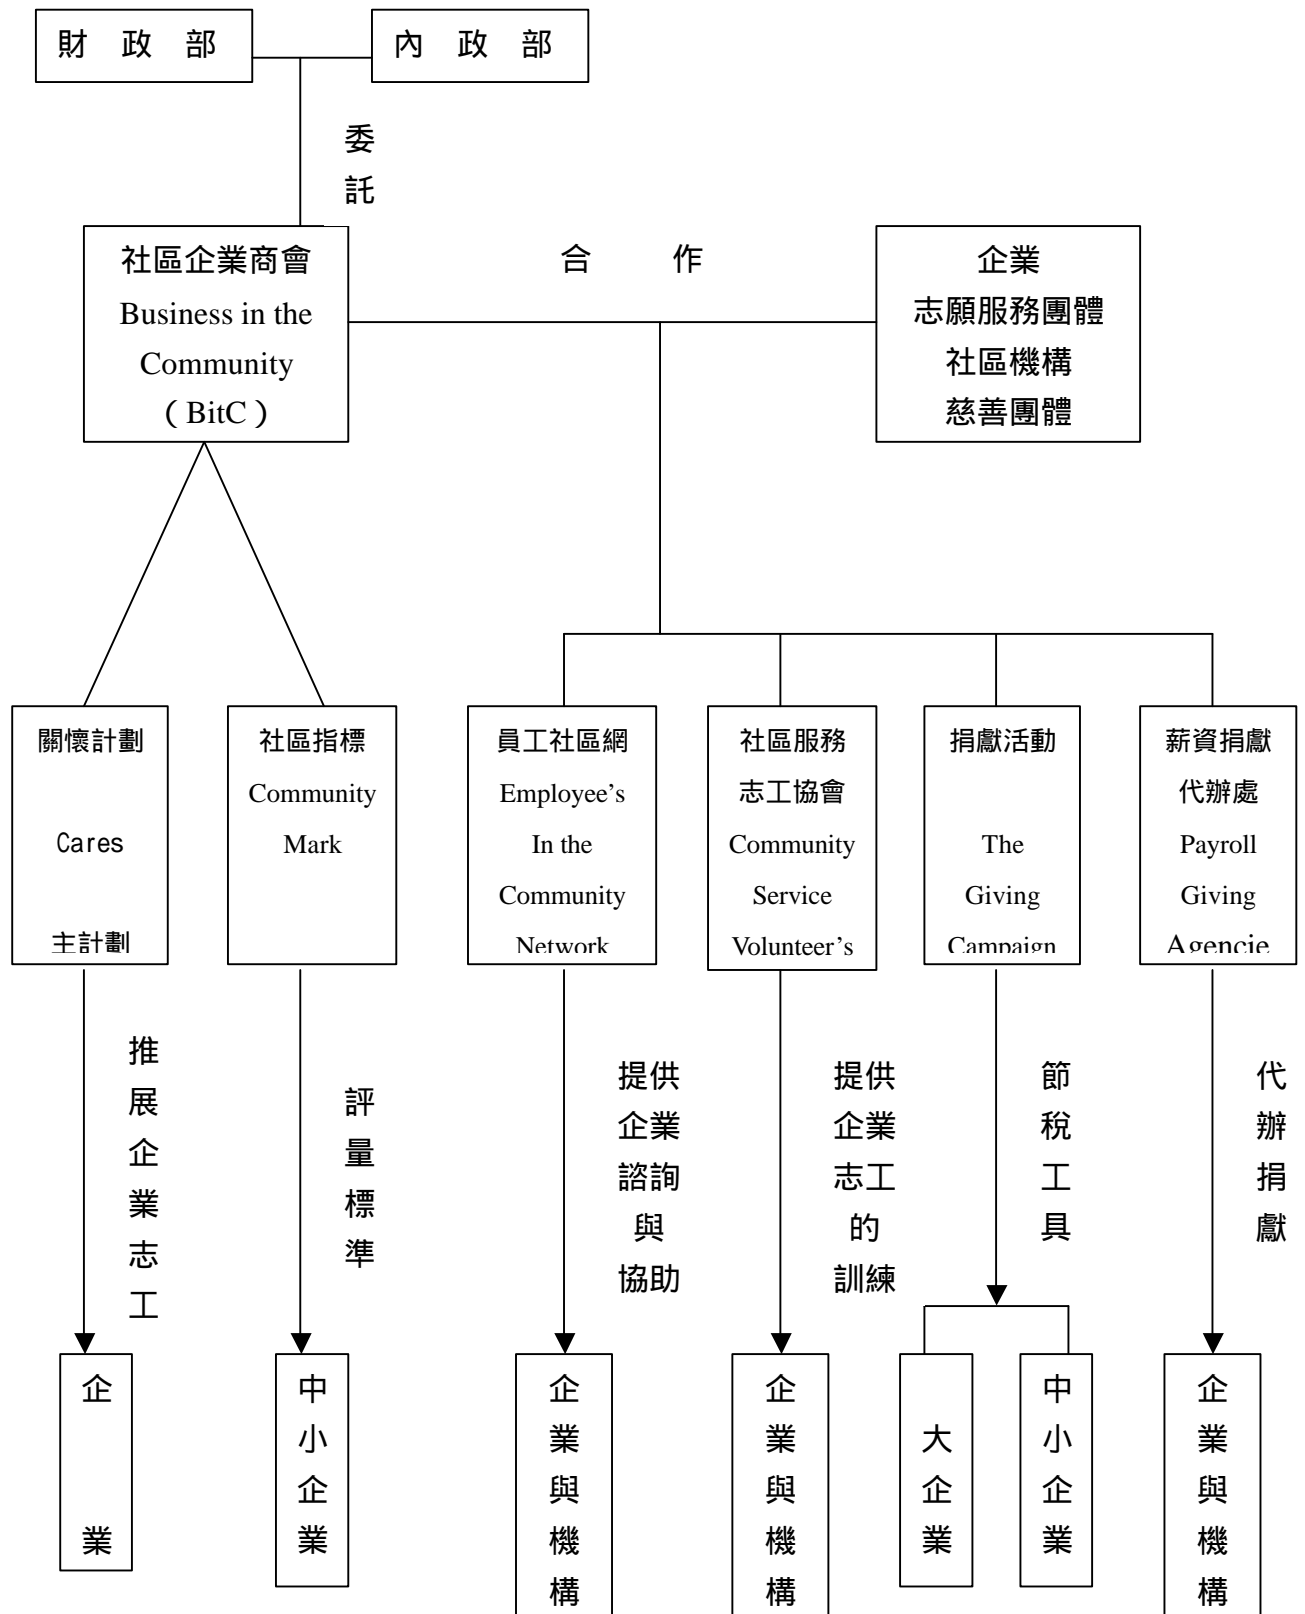 財 政 部
內 政 部
委
託
社區企業商會
Business in the
Community
（BitC）
合 作
企業
志願服務團體
社區機構
慈善團體
關懷計劃
Cares
主計劃
社區指標
Community
Mark
員工社區網
Employee’s
In the
Community
Network
社區服務
志工協會
Community
Service
Volunteer’s
捐獻活動
The
Giving
Campaign
薪資捐獻
代辦處
Payroll
Giving
Agencie
推
展
企
業
志
工
評
量
標
準
提供
企業
諮詢
與
協助
提供
企業
志工
的
訓練
節
稅
工
具
代
辦
捐
獻
企
業
中
小
企
業
企
業
與
機
構
企
業
與
機
構
大
企
業
中
小
企
業
企
業
與
機
構